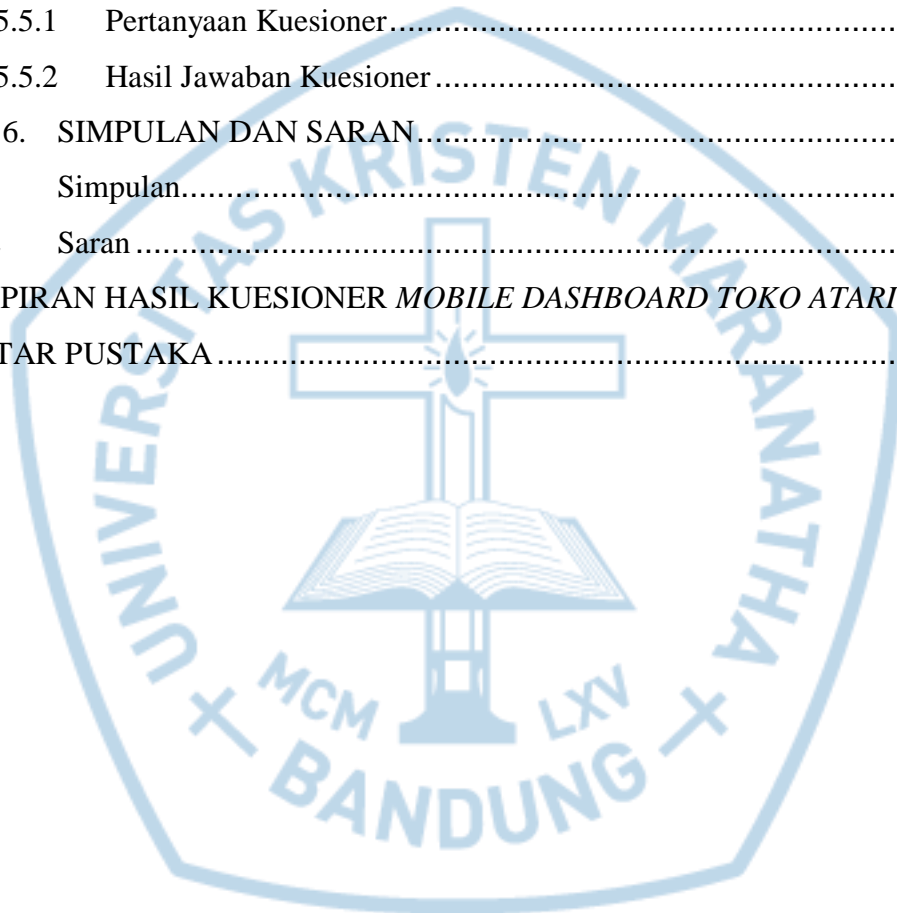 5.5.1 Pertanyaan Kuesioner
5.5.2 Hasil Jawaban Kuesioner
6. SIMPULAN DAN SARAN
Simpulan
Saran
PIRAN HASIL KUESIONER MOBILE DASHBOARD TOKO ATARI
TAR PUSTAKA
UNIVERSITAS KRISTEN MARANATHA
MCM LXV
BANDUNG